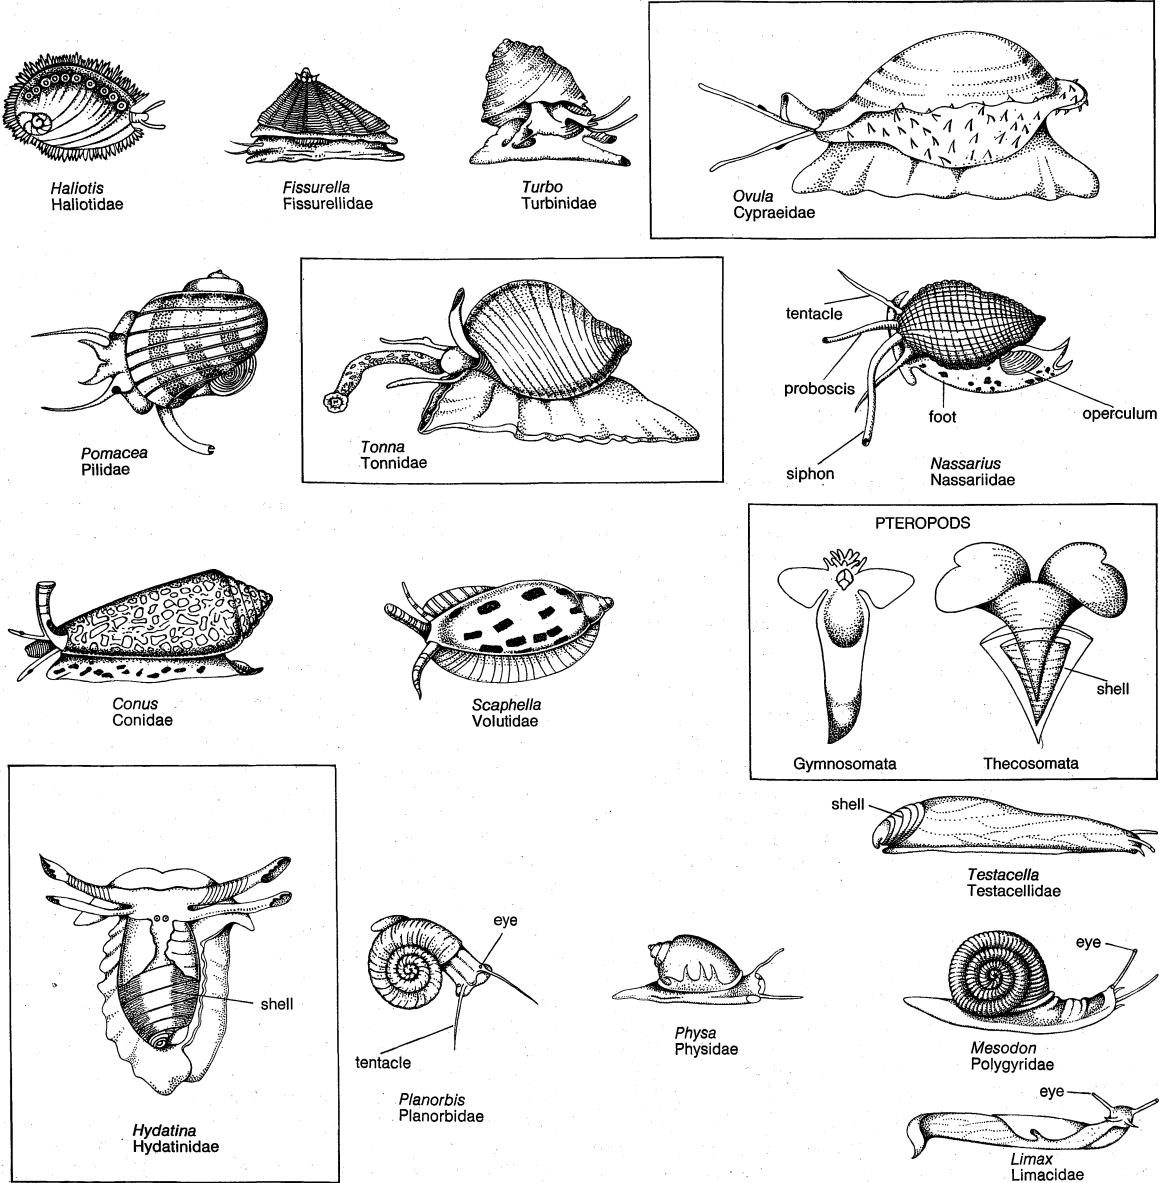 Haliotis
Haliotidae
Fissurella
Fissurellidae
Turbo
Turbinidae
Ovula
Cypraeidae
Pomacea
Pilidae
Tonna
Tonnidae
tentacle
proboscis
siphon
foot
operculum
Nassarius
Nassariidae
Conus
Conidae
Scaphella
Volutidae
PTEROPODS
shell
Gymnosomata
Thecosomata
shell
Testacella
Testacellidae
shell
Hydatina
Hydatinidae
eye
tentacle
Planorbis
Planorbidae
Physa
Physidae
eye
Mesodon
Polygyridae
eye
Limax
Limacidae